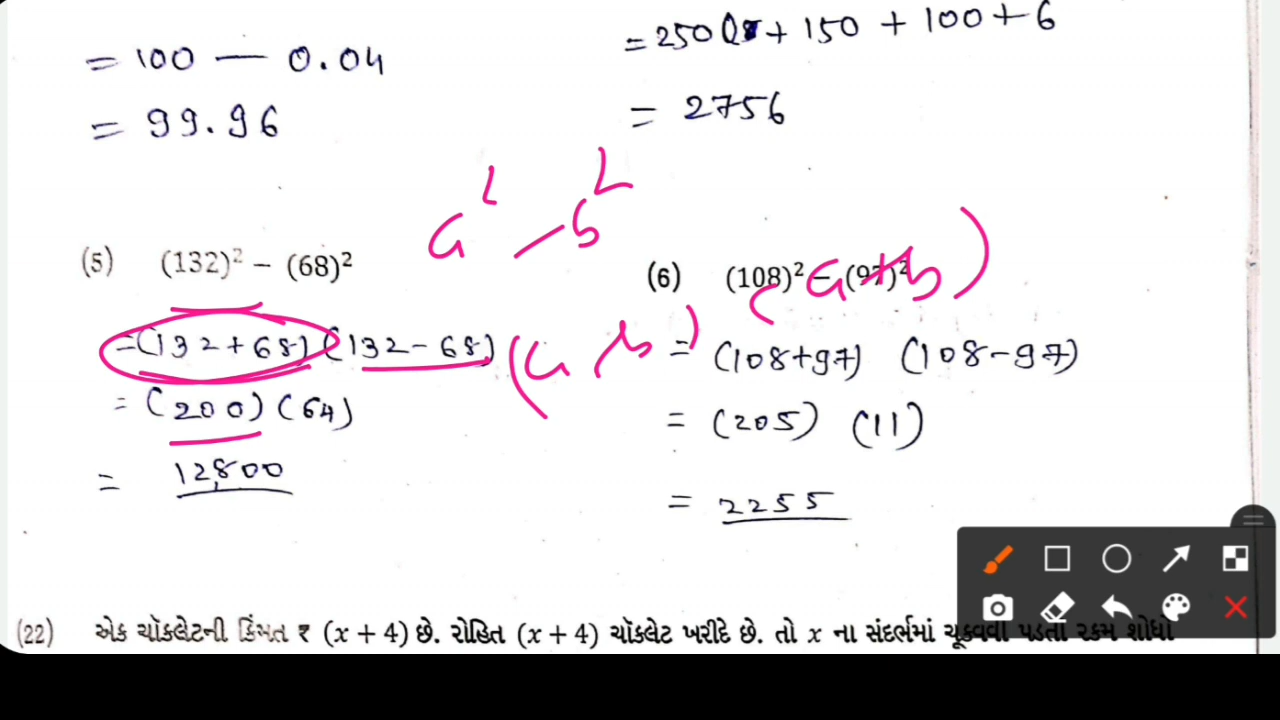 = 100 — 0.04
= 99.96
= 2500 + 150 + 100 + 6
= 2756
a² - b²
(5) (132)² − (68)²
= (132+68) (132-68)
= (200) (64)
= 12,800
(a - b)
(a+b)
(6) (108)² − (97)²
= (108+97) (108-97)
= (205) (11)
= 2255
(22) એક ચૉકલેટની કિંમત ₹ (x + 4) છે. રોહિત (x + 4) ચૉકલેટ ખરીદે છે. તો x ના સંદર્ભમાં ચૂકવવી પડતી રકમ શોધો